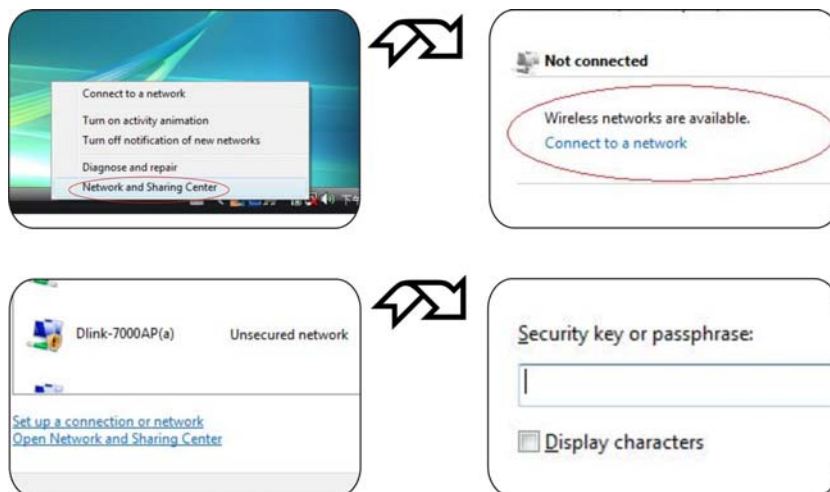 Connect to a network
Turn on activity animation
Turn off notification of new networks
Diagnose and repair
Network and Sharing Center
下午
Not connected
Wireless networks are available.
Connect to a network
Dlink-7000AP(a) Unsecured network
Set up a connection or network
Open Network and Sharing Center
Security key or passphrase:
Display characters